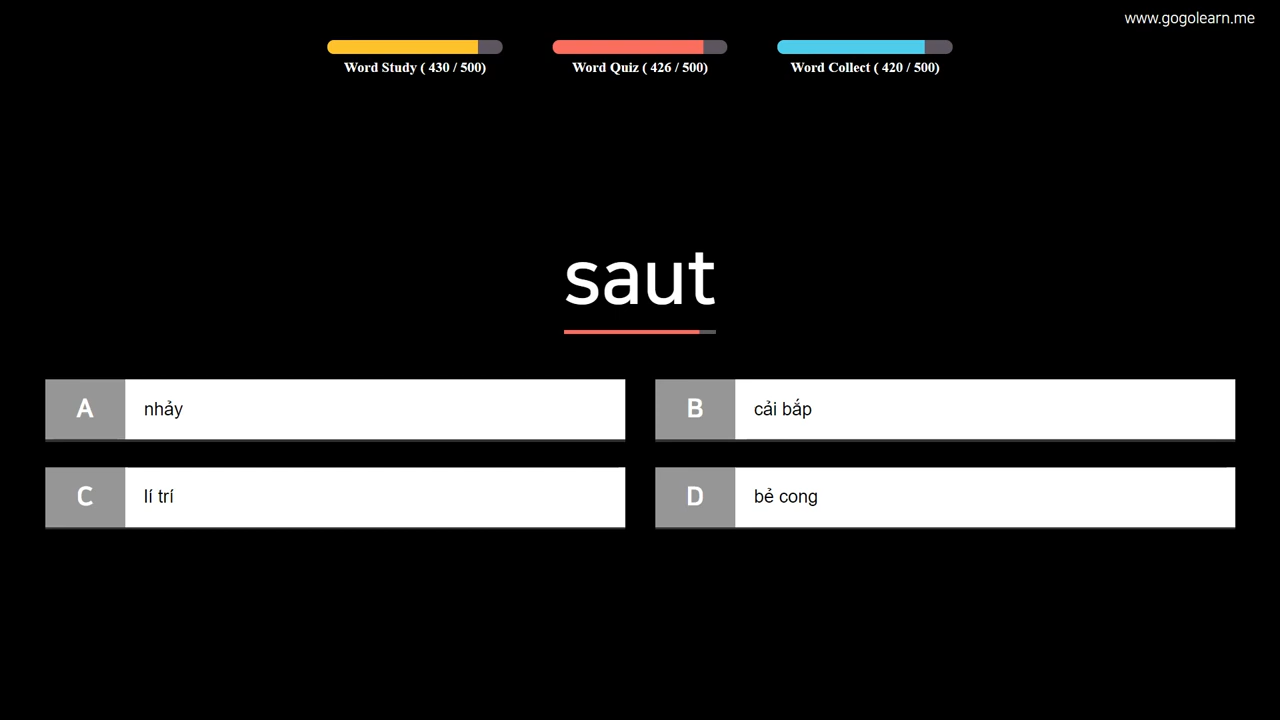 www.gogolearn.me
Word Study ( 430 / 500)
Word Quiz ( 426 / 500)
Word Collect ( 420 / 500)
saut
A nhảy
B cải bắp
C lí trí
D bẻ cong